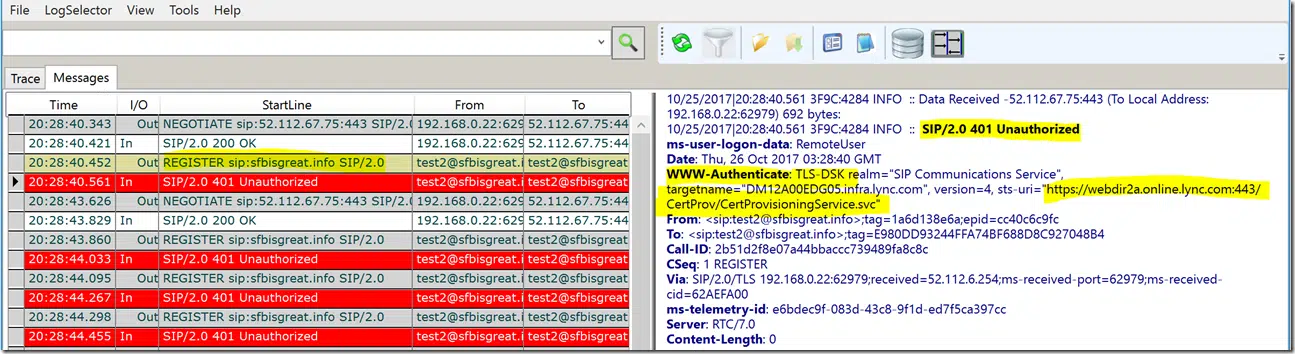 File LogSelector View Tools Help
Trace Messages
Time I/O StartLine From To
20:28:40.343 Out NEGOTIATE sip:52.112.67.75:443 SIP/2.0 192.168.0.22:629 52.112.67.75:44
20:28:40.421 In SIP/2.0 200 OK 192.168.0.22:629 52.112.67.75:44
20:28:40.452 Out REGISTER sip:sfbisgreat.info SIP/2.0 test2@sfbisgreat.i test2@sfbisgreat
20:28:40.561 In SIP/2.0 401 Unauthorized test2@sfbisgreat.i test2@sfbisgreat
20:28:43.626 Out NEGOTIATE sip:52.112.67.75:443 SIP/2.0 192.168.0.22:629 52.112.67.75:44
20:28:43.829 In SIP/2.0 200 OK 192.168.0.22:629 52.112.67.75:44
20:28:43.860 Out REGISTER sip:sfbisgreat.info SIP/2.0 test2@sfbisgreat.i test2@sfbisgreat
20:28:44.033 In SIP/2.0 401 Unauthorized test2@sfbisgreat.i test2@sfbisgreat
20:28:44.095 Out REGISTER sip:sfbisgreat.info SIP/2.0 test2@sfbisgreat.i test2@sfbisgreat
20:28:44.267 In SIP/2.0 401 Unauthorized test2@sfbisgreat.i test2@sfbisgreat
20:28:44.298 Out REGISTER sip:sfbisgreat.info SIP/2.0 test2@sfbisgreat.i test2@sfbisgreat
20:28:44.455 In SIP/2.0 401 Unauthorized test2@sfbisgreat.i test2@sfbisgreat
10/25/2017|20:28:40.561 3F9C:4284 INFO :: Data Received -52.112.67.75:443 (To Local Address:
192.168.0.22:62979) 692 bytes:
10/25/2017|20:28:40.561 3F9C:4284 INFO :: SIP/2.0 401 Unauthorized
ms-user-logon-data: RemoteUser
Date: Thu, 26 Oct 2017 03:28:40 GMT
WWW-Authenticate: TLS-DSK realm="SIP Communications Service",
targetname="DM12A00EDG05.infra.lync.com", version=4, sts-uri="https://webdir2a.online.lync.com:443/
CertProv/CertProvisioningService.svc"
From: <sip:test2@sfbisgreat.info>;tag=1a6d138e6a;epid=cc40c6c9fc
To: <sip:test2@sfbisgreat.info>;tag=E980DD93244FFA74BF688D8C927048B4
Call-ID: 2b51d2f8e07a44bbaccc739489fa8c8c
CSeq: 1 REGISTER
Via: SIP/2.0/TLS 192.168.0.22:62979;received=52.112.6.254;ms-received-port=62979;ms-received-
cid=62AEFA00
ms-telemetry-id: e6bdec9f-083d-43c8-9f1d-ed7f5ca397cc
Server: RTC/7.0
Content-Length: 0